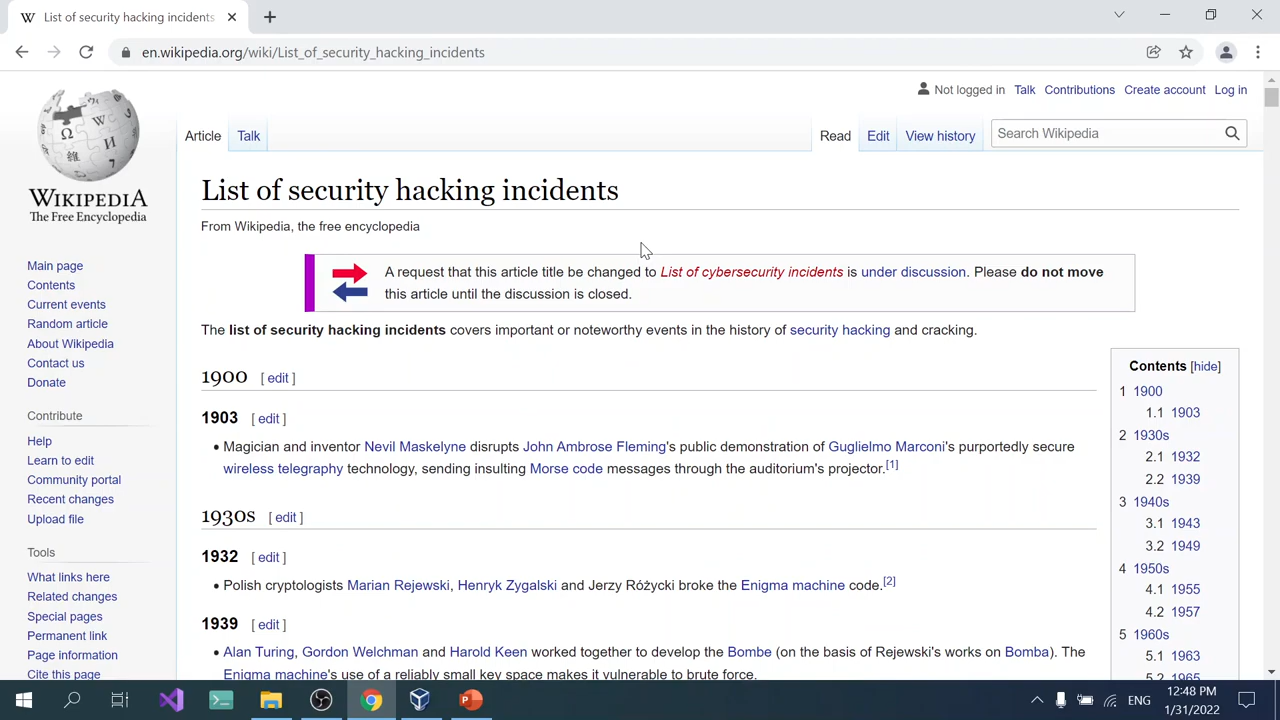 List of security hacking incidents
en.wikipedia.org/wiki/List_of_security_hacking_incidents
Not logged in Talk Contributions Create account Log in
Article Talk Read Edit View history Search Wikipedia
WIKIPEDIA
The Free Encyclopedia
Main page
Contents
Current events
Random article
About Wikipedia
Contact us
Donate
Contribute
Help
Learn to edit
Community portal
Recent changes
Upload file
Tools
What links here
Related changes
Special pages
Permanent link
Page information
Cite this page
List of security hacking incidents
From Wikipedia, the free encyclopedia
A request that this article title be changed to List of cybersecurity incidents is under discussion. Please do not move
this article until the discussion is closed.
The list of security hacking incidents covers important or noteworthy events in the history of security hacking and cracking.
1900 [ edit ]
1903 [ edit ]
• Magician and inventor Nevil Maskelyne disrupts John Ambrose Fleming's public demonstration of Guglielmo Marconi's purportedly secure
wireless telegraphy technology, sending insulting Morse code messages through the auditorium's projector.[1]
1930s [ edit ]
1932 [ edit ]
• Polish cryptologists Marian Rejewski, Henryk Zygalski and Jerzy Różycki broke the Enigma machine code.[2]
1939 [ edit ]
• Alan Turing, Gordon Welchman and Harold Keen worked together to develop the Bombe (on the basis of Rejewski's works on Bomba). The
Enigma machine's use of a reliably small key space makes it vulnerable to brute force.
Contents [hide]
1 1900
1.1 1903
2 1930s
2.1 1932
2.2 1939
3 1940s
3.1 1943
3.2 1949
4 1950s
4.1 1955
4.2 1957
5 1960s
5.1 1963
5.2 1965
ENG
12:48 PM
1/31/2022